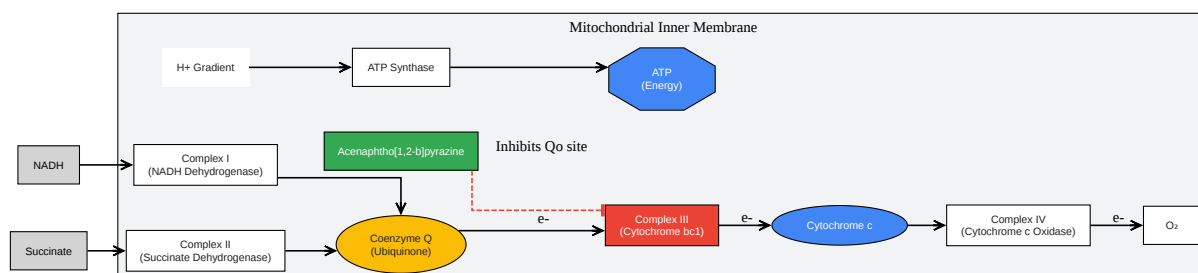 Mitochondrial Inner Membrane
H+ Gradient
ATP Synthase
ATP
(Energy)
Acenaphtho[1,2-b]pyrazine
Inhibits Qo site
NADH
Complex I
(NADH Dehydrogenase)
Succinate
Complex II
(Succinate Dehydrogenase)
Coenzyme Q
(Ubiquinone)
e-
Complex III
(Cytochrome bc1)
e-
Cytochrome c
Complex IV
(Cytochrome c Oxidase)
e-
O₂